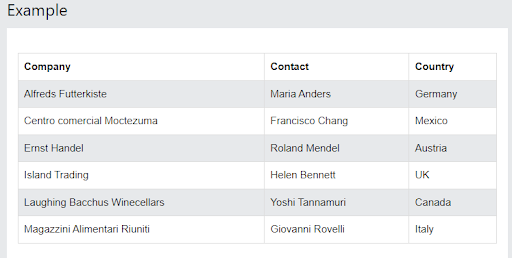 Example
Company Contact Country
Alfreds Futterkiste Maria Anders Germany
Centro comercial Moctezuma Francisco Chang Mexico
Ernst Handel Roland Mendel Austria
Island Trading Helen Bennett UK
Laughing Bacchus Winecellars Yoshi Tannamuri Canada
Magazzini Alimentari Riuniti Giovanni Rovelli Italy